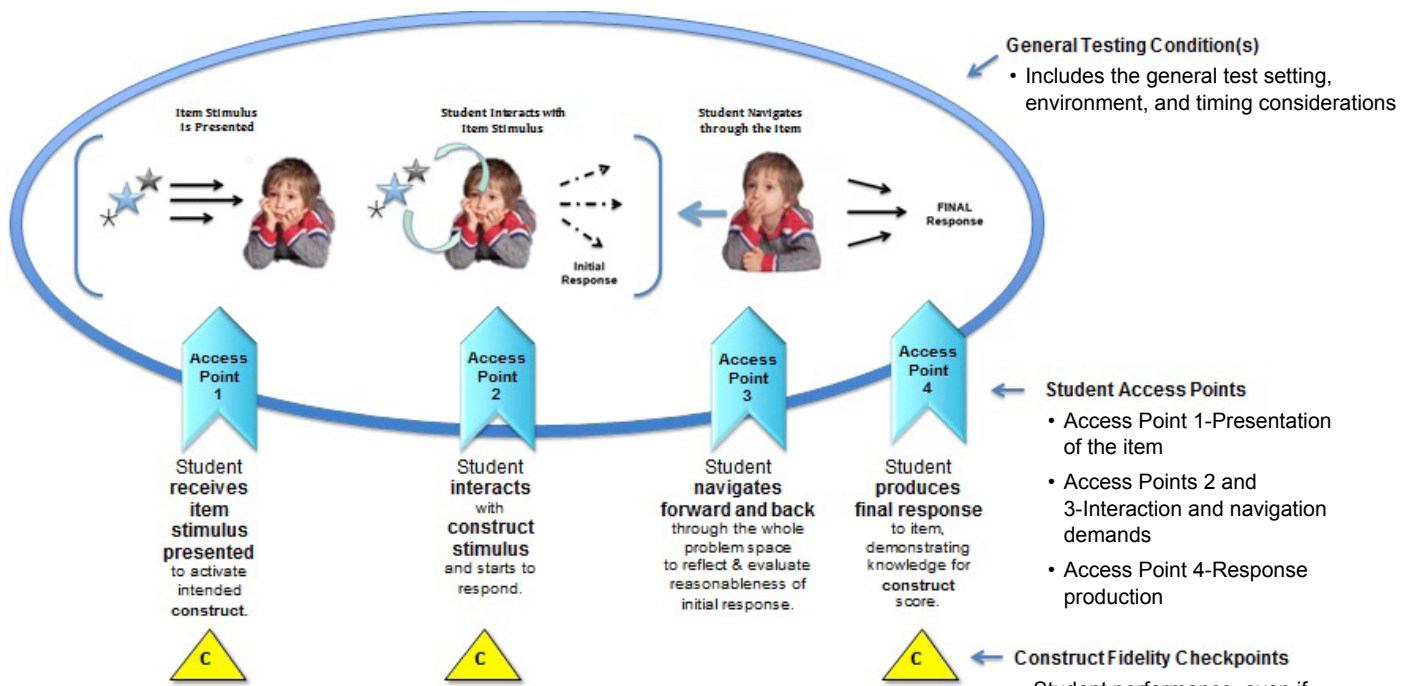 General Testing Condition(s)
• Includes the general test setting,
environment, and timing considerations
Item Stimulus
is Presented
Student Interacts with
Item Stimulus
Student Navigates
through the Item
Initial
Response
FINAL
Response
Access
Point
1
Access
Point
2
Access
Point
3
Access
Point
4
Student
receives
item
stimulus
presented
to activate
intended
construct.
Student
interacts
with
construct
stimulus
and starts to
respond.
Student
navigates
forward and back
through the whole
problem space
to reflect & evaluate
reasonableness of
initial response.
Student
produces
final response
to item,
demonstrating
knowledge for
construct
score.
Student Access Points
• Access Point 1-Presentation
of the item
• Access Points 2 and
3-Interaction and navigation
demands
• Access Point 4-Response
production
C
C
C
Construct Fidelity Checkpoints
Student performance, even if